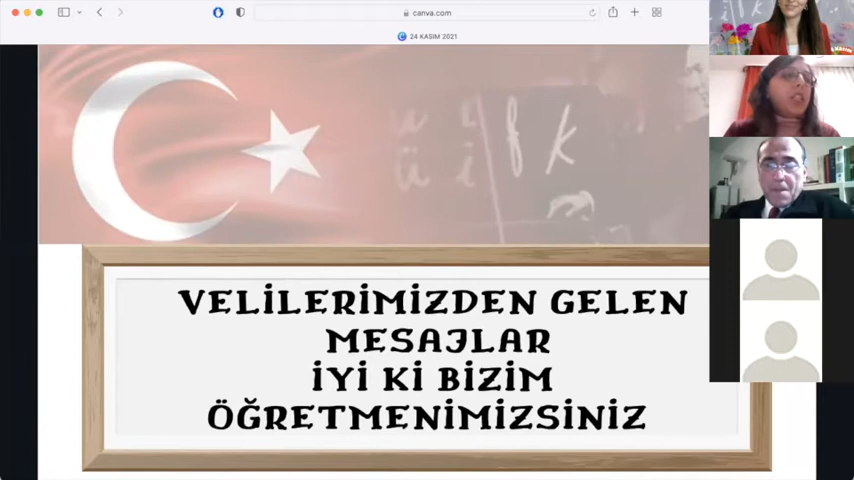 canva.com
24 KASIM 2021
ü i f k
VELİLERİMİZDEN GELEN
MESAJLAR
İYİ Kİ BİZİM
ÖĞRETMENİMİZSİNİZ